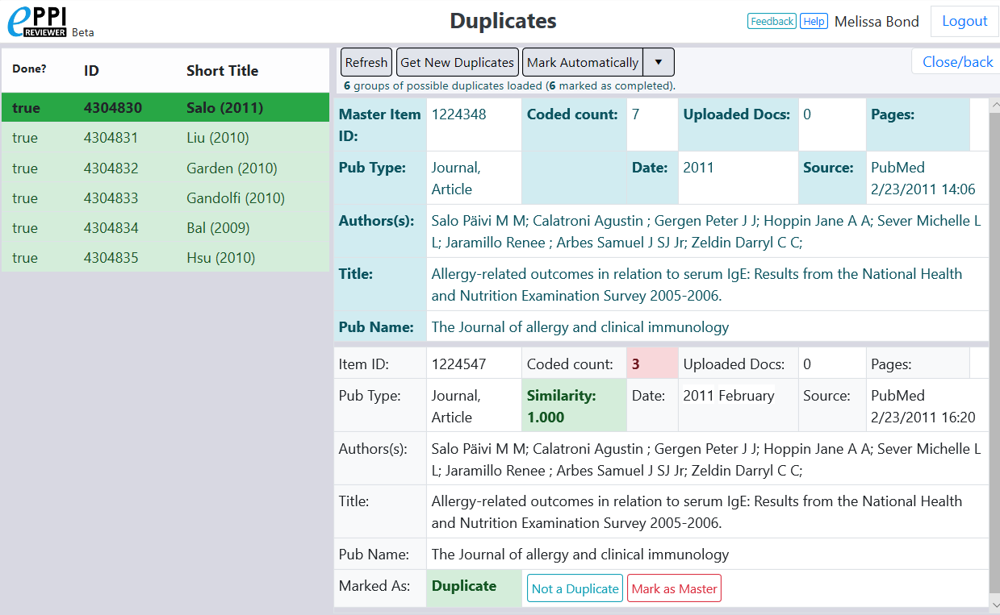 ePPI
REVIEWER Beta
Duplicates
Feedback Help Melissa Bond Logout
Done? ID Short Title
true 4304830 Salo (2011)
true 4304831 Liu (2010)
true 4304832 Garden (2010)
true 4304833 Gandolfi (2010)
true 4304834 Bal (2009)
true 4304835 Hsu (2010)
Refresh Get New Duplicates Mark Automatically ▼ Close/back
6 groups of possible duplicates loaded (6 marked as completed).
Master Item 1224348 Coded count: 7 Uploaded Docs: 0 Pages:
ID:
Pub Type: Journal, Date: 2011 Source: PubMed
Article 2/23/2011 14:06
Authors(s): Salo Päivi M M; Calatroni Agustin ; Gergen Peter J J; Hoppin Jane A A; Sever Michelle L
L; Jaramillo Renee ; Arbes Samuel J SJ Jr; Zeldin Darryl C C;
Title: Allergy-related outcomes in relation to serum IgE: Results from the National Health
and Nutrition Examination Survey 2005-2006.
Pub Name: The Journal of allergy and clinical immunology
Item ID: 1224547 Coded count: 3 Uploaded Docs: 0 Pages:
Pub Type: Journal, Similarity: Date: 2011 February Source: PubMed
Article 1.000 2/23/2011 16:20
Authors(s): Salo Päivi M M; Calatroni Agustin ; Gergen Peter J J; Hoppin Jane A A; Sever Michelle L
L; Jaramillo Renee ; Arbes Samuel J SJ Jr; Zeldin Darryl C C;
Title: Allergy-related outcomes in relation to serum IgE: Results from the National Health
and Nutrition Examination Survey 2005-2006.
Pub Name: The Journal of allergy and clinical immunology
Marked As: Duplicate Not a Duplicate Mark as Master